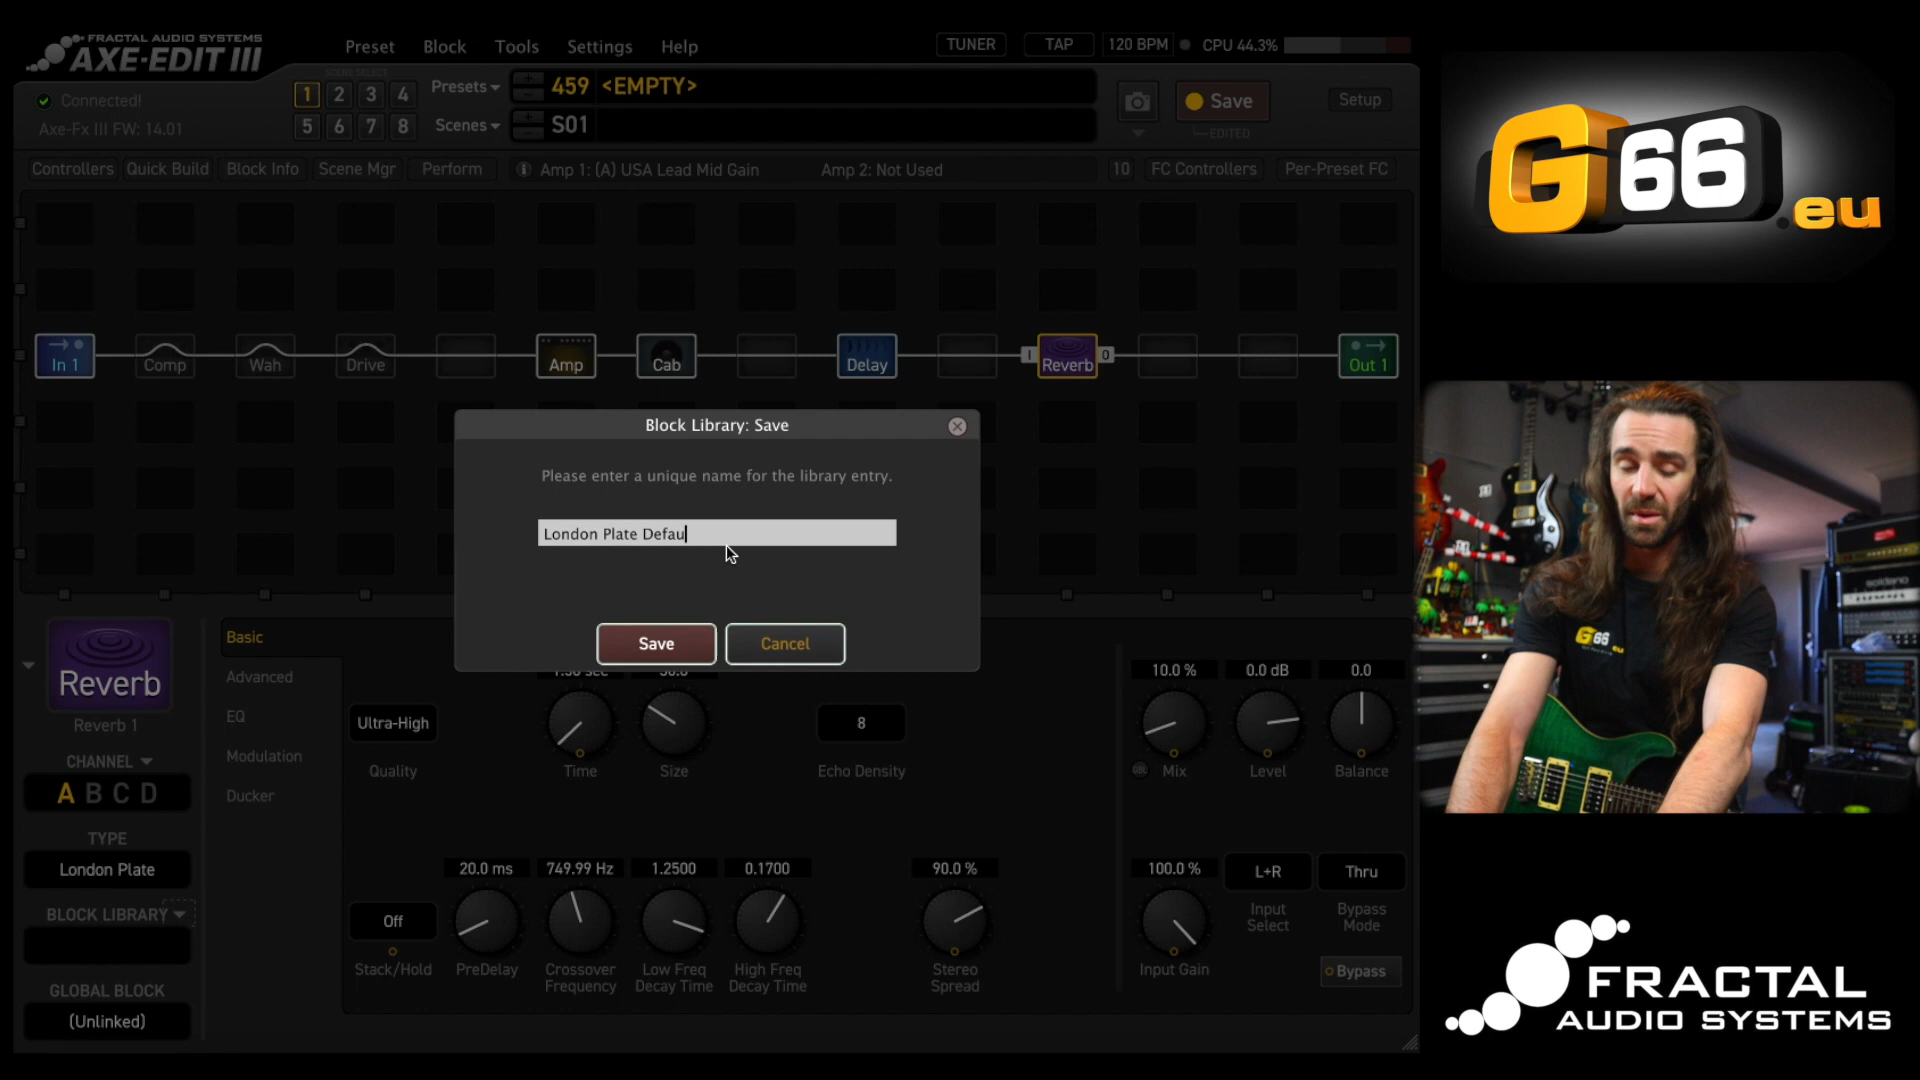 FRACTAL AUDIO SYSTEMS
AXE-EDIT III
Preset Block Tools Settings Help
TUNER TAP 120 BPM CPU 44.3%
Connected!
Axe-Fx III FW: 14.01
SCENE SELECT
1 2 3 4
5 6 7 8
Presets 459 <EMPTY>
Scenes S01
Save
EDITED
Setup
Controllers Quick Build Block Info Scene Mgr Perform
Amp 1: (A) USA Lead Mid Gain Amp 2: Not Used
10 FC Controllers Per-Preset FC
In 1 Comp Wah Drive Amp Cab Delay I Reverb O Out 1
Block Library: Save
Please enter a unique name for the library entry.
London Plate Defau
Save Cancel
Reverb
Reverb 1
CHANNEL
A B C D
TYPE
London Plate
BLOCK LIBRARY
GLOBAL BLOCK
(Unlinked)
Basic
Advanced
EQ
Modulation
Ducker
Ultra-High
Quality
Time
Size
8
Echo Density
10.0 % 0.0 dB 0.0
GBL
Mix Level Balance
Off
Stack/Hold
20.0 ms
PreDelay
749.99 Hz
Crossover
Frequency
1.2500
Low Freq
Decay Time
0.1700
High Freq
Decay Time
90.0 %
Stereo
Spread
100.0 %
Input Gain
L+R
Input
Select
Thru
Bypass
Mode
Bypass
G66
.eu
soldano
G66
.eu
FRACTAL
AUDIO SYSTEMS